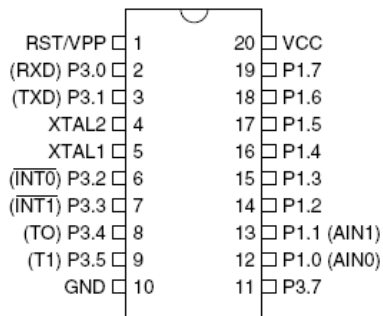 RST/VPP 1 20 VCC
(RXD) P3.0 2 19 P1.7
(TXD) P3.1 3 18 P1.6
XTAL2 4 17 P1.5
XTAL1 5 16 P1.4
(INT0) P3.2 6 15 P1.3
(INT1) P3.3 7 14 P1.2
(TO) P3.4 8 13 P1.1 (AIN1)
(T1) P3.5 9 12 P1.0 (AIN0)
GND 10 11 P3.7